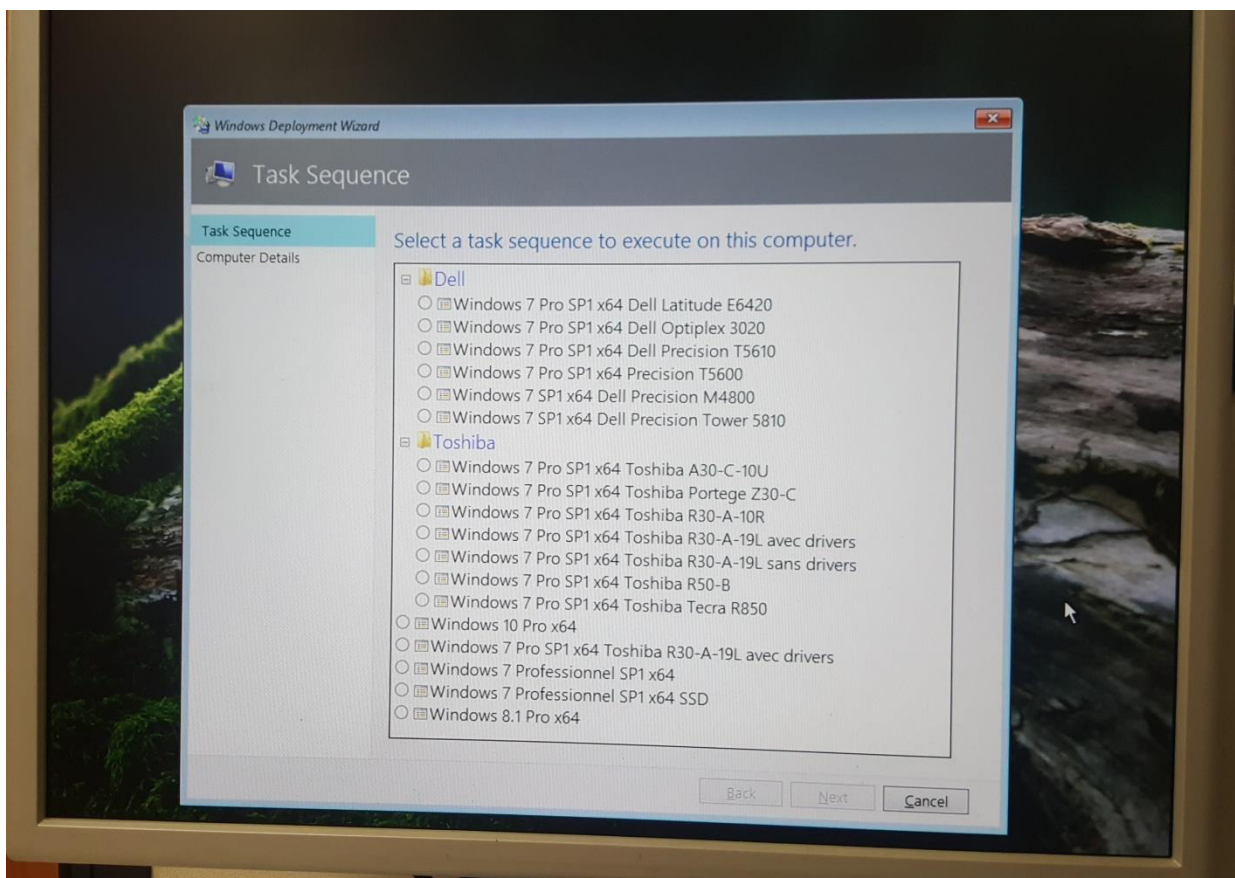 Windows Deployment Wizard
Task Sequence
Task Sequence
Computer Details
Select a task sequence to execute on this computer.
Dell
Windows 7 Pro SP1 x64 Dell Latitude E6420
Windows 7 Pro SP1 x64 Dell Optiplex 3020
Windows 7 Pro SP1 x64 Dell Precision T5610
Windows 7 Pro SP1 x64 Precision T5600
Windows 7 SP1 x64 Dell Precision M4800
Windows 7 SP1 x64 Dell Precision Tower 5810
Toshiba
Windows 7 Pro SP1 x64 Toshiba A30-C-10U
Windows 7 Pro SP1 x64 Toshiba Portege Z30-C
Windows 7 Pro SP1 x64 Toshiba R30-A-10R
Windows 7 Pro SP1 x64 Toshiba R30-A-19L avec drivers
Windows 7 Pro SP1 x64 Toshiba R30-A-19L sans drivers
Windows 7 Pro SP1 x64 Toshiba R50-B
Windows 7 Pro SP1 x64 Toshiba Tecra R850
Windows 10 Pro x64
Windows 7 Pro SP1 x64 Toshiba R30-A-19L avec drivers
Windows 7 Professionnel SP1 x64
Windows 7 Professionnel SP1 x64 SSD
Windows 8.1 Pro x64
Back Next Cancel